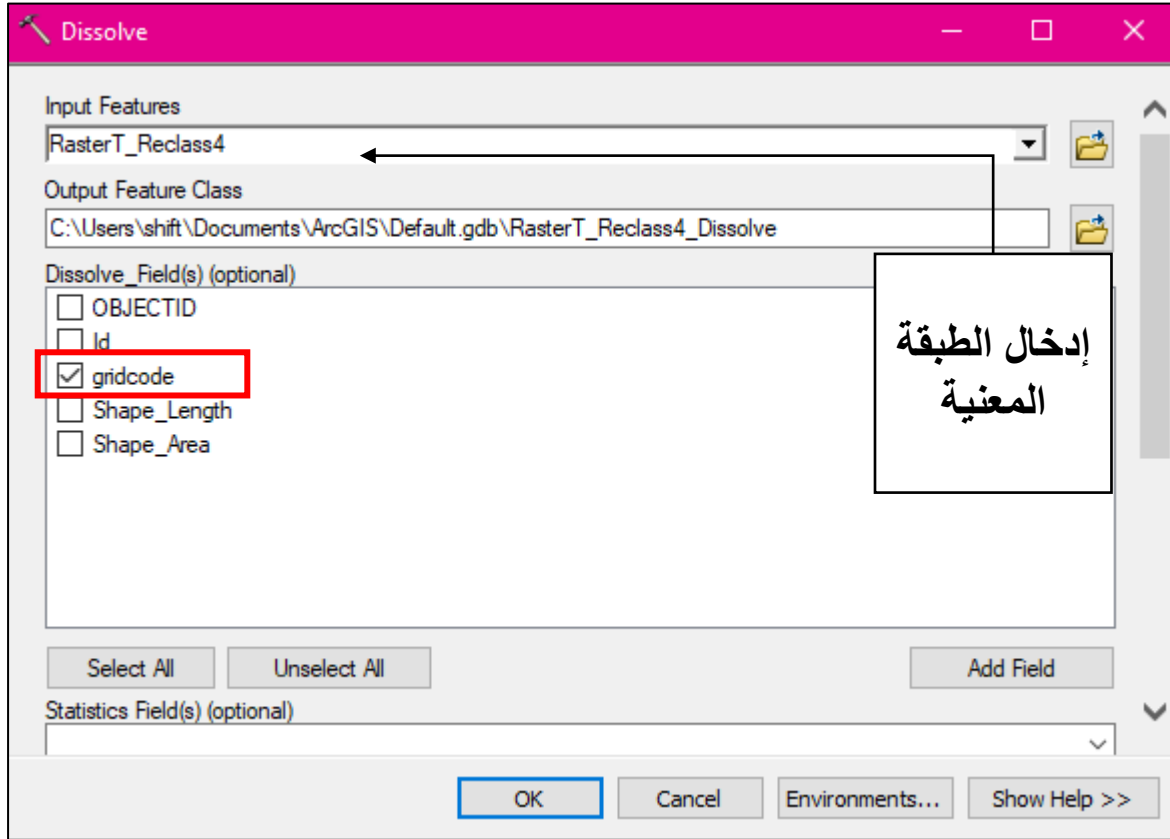 Dissolve
Input Features
RasterT_Reclass4
Output Feature Class
C:\Users\shift\Documents\ArcGIS\Default.gdb\RasterT_Reclass4_Dissolve
Dissolve_Field(s) (optional)
OBJECTID
Id
gridcode
Shape_Length
Shape_Area
إدخال الطبقة
المعنية
Select All Unselect All Add Field
Statistics Field(s) (optional)
OK Cancel Environments... Show Help >>